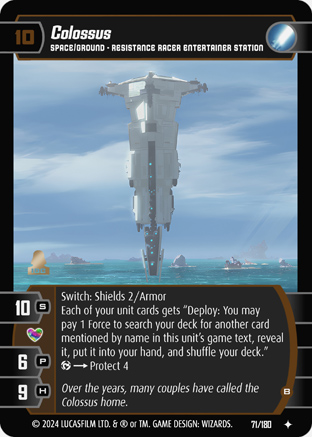 10 Colossus
SPACE/GROUND · RESISTANCE RACER ENTERTAINER STATION
10 S
6 P
9 H
Switch: Shields 2/Armor
Each of your unit cards gets “Deploy: You may
pay 1 Force to search your deck for another card
mentioned by name in this unit's game text, reveal
it, put it into your hand, and shuffle your deck.”
→ Protect 4
Over the years, many couples have called the
Colossus home.
B
© 2024 LUCASFILM LTD. & ® or TM. GAME DESIGN: WIZARDS. 71/180